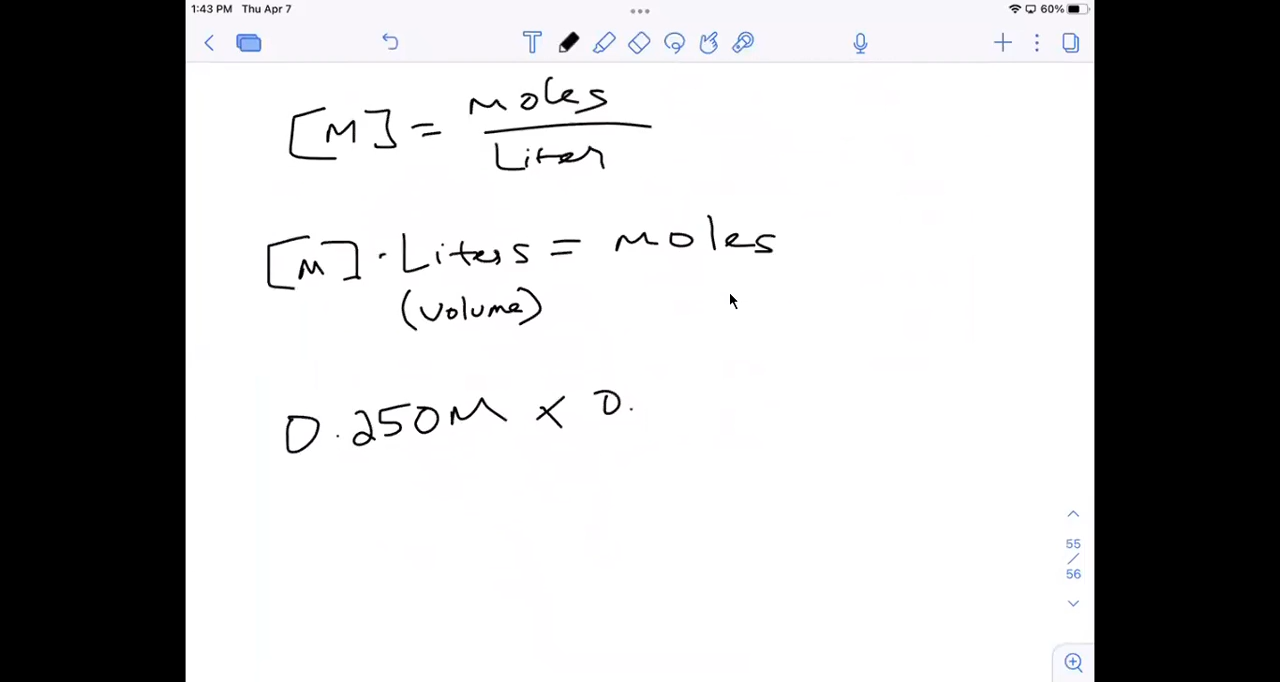 1:43 PM Thu Apr 7
60%
[M] = moles
Liter
[M] · Liters = moles
(volume)
0.250M x 0.
55
/
56